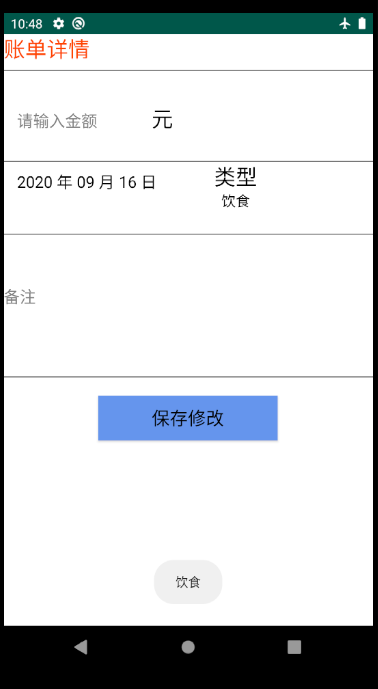 10:48
账单详情
请输入金额 元
2020 年 09 月 16 日 类型
饮食
备注
保存修改
饮食